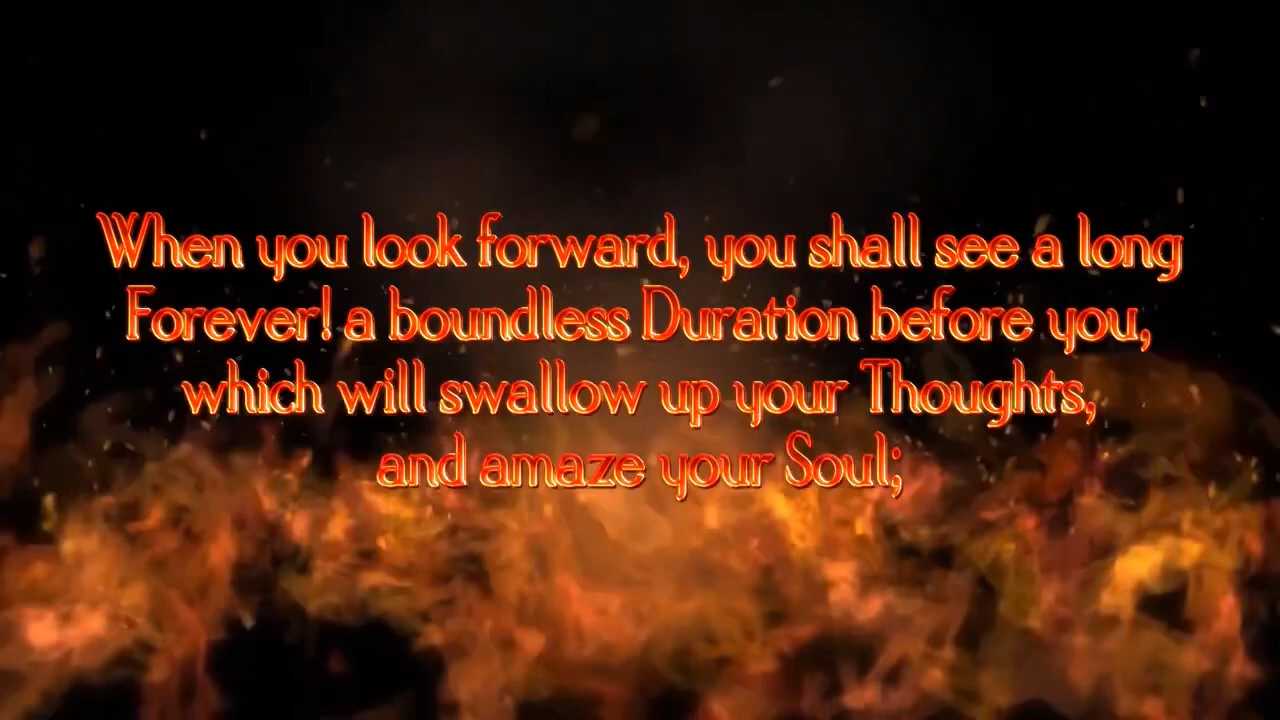 When you look forward, you shall see a long
Forever! a boundless Duration before you,
which will swallow up your Thoughts,
and amaze your Soul;